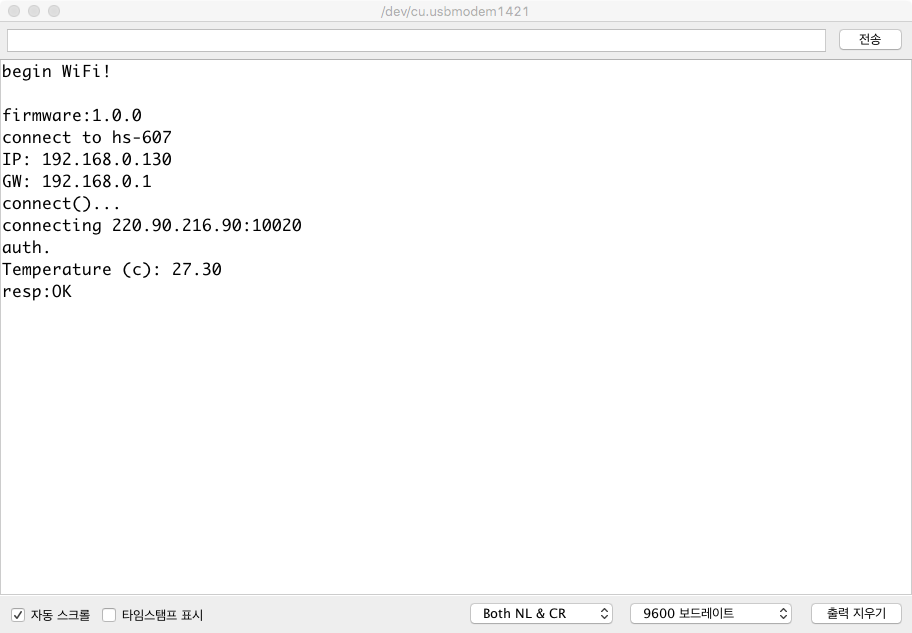 /dev/cu.usbmodem1421
전송
begin WiFi!
firmware:1.0.0
connect to hs-607
IP: 192.168.0.130
GW: 192.168.0.1
connect()...
connecting 220.90.216.90:10020
auth.
Temperature (c): 27.30
resp:OK
자동 스크롤 타임스탬프 표시 Both NL & CR 9600 보드레이트 출력 지우기